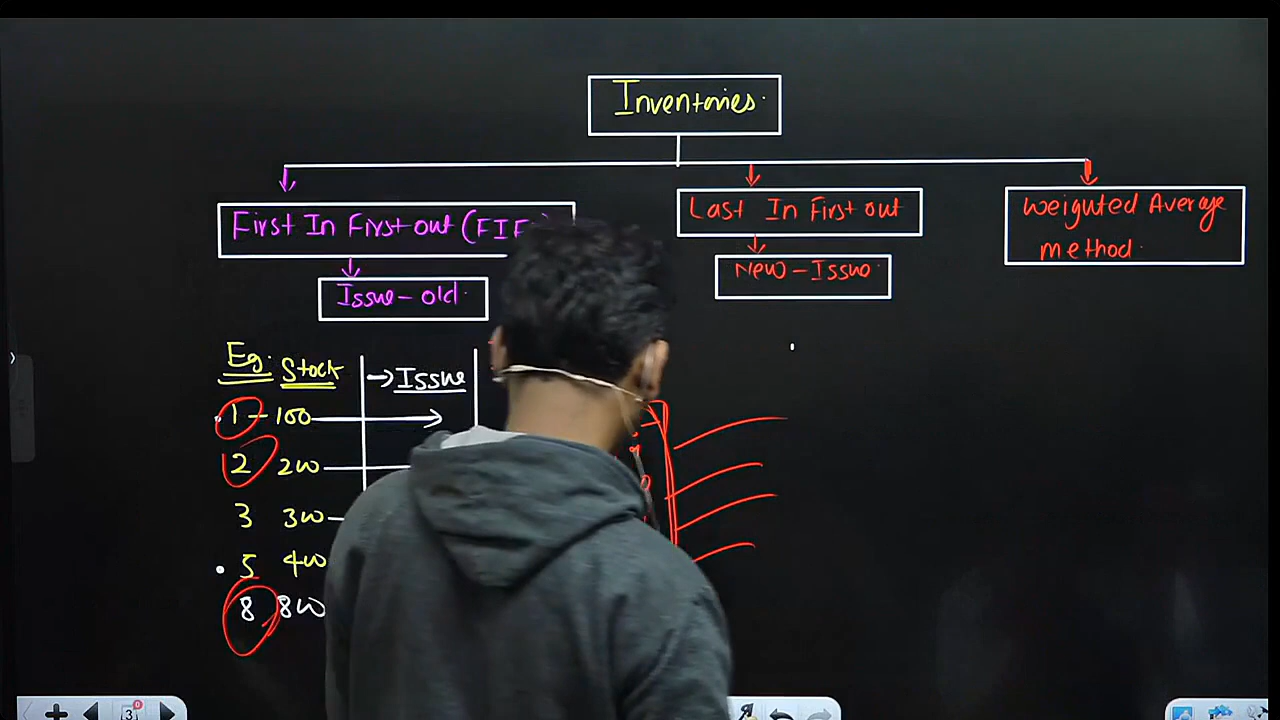 Inventories.
First In First out (FIF
Last In First out
Weighted Average
method.
Issue - old.
New - Issue.
Eg. Stock → Issue
1 - 100
2 200
3 300
5 400
8 800
3